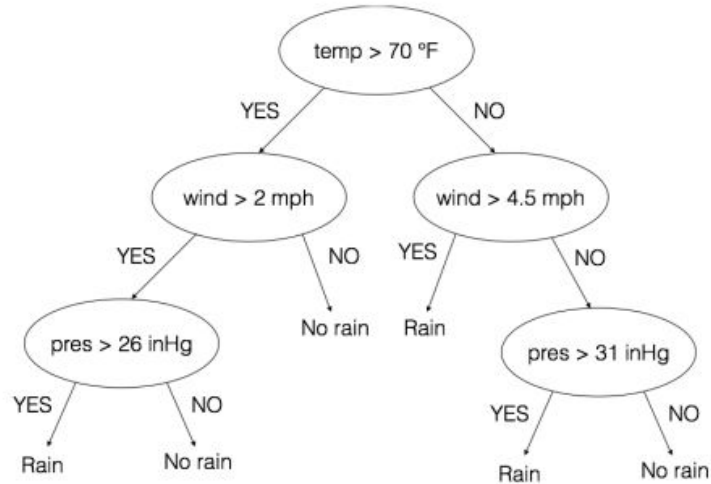 temp > 70 ºF
YES
NO
wind > 2 mph
wind > 4.5 mph
YES
NO
YES
NO
No rain
Rain
pres > 26 inHg
pres > 31 inHg
YES
NO
YES
NO
Rain
No rain
Rain
No rain